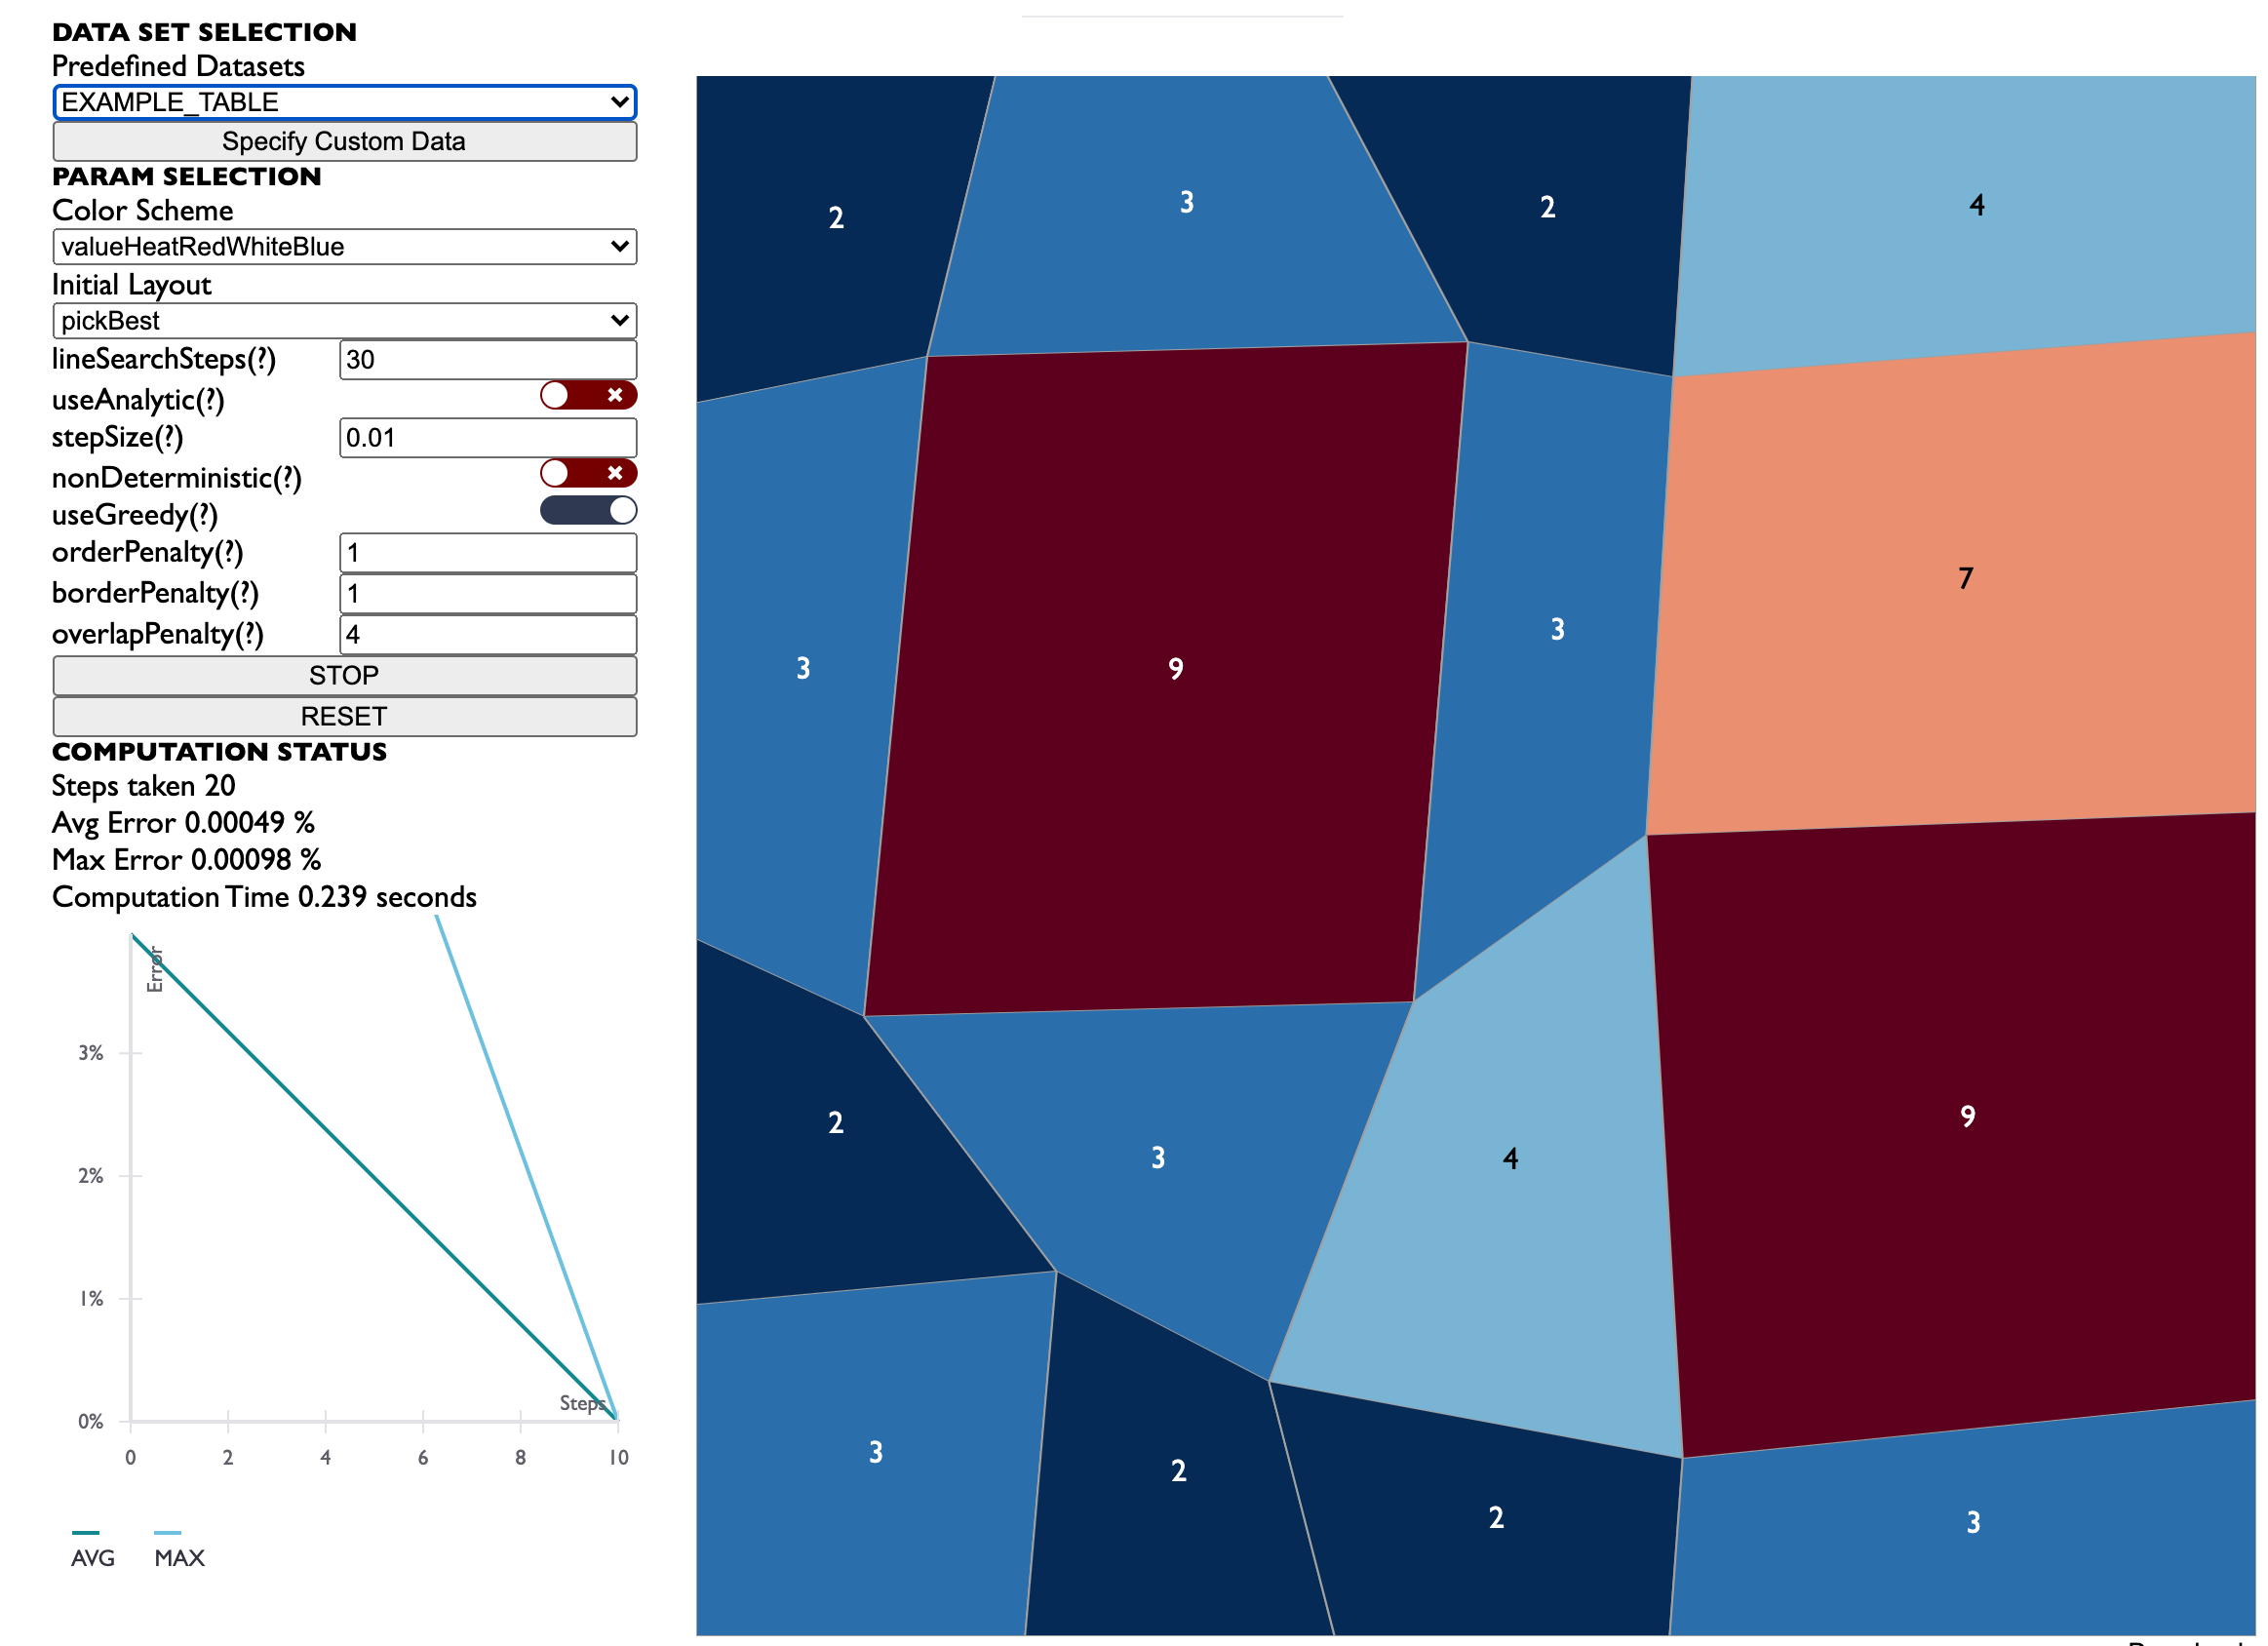 DATA SET SELECTION
Predefined Datasets
EXAMPLE_TABLE
Specify Custom Data
PARAM SELECTION
Color Scheme
valueHeatRedWhiteBlue
Initial Layout
pickBest
lineSearchSteps(?) 30
useAnalytic(?)
stepSize(?) 0.01
nonDeterministic(?)
useGreedy(?)
orderPenalty(?) 1
borderPenalty(?) 1
overlapPenalty(?) 4
STOP
RESET
COMPUTATION STATUS
Steps taken 20
Avg Error 0.00049 %
Max Error 0.00098 %
Computation Time 0.239 seconds
Error
3%
2%
1%
0%
Steps
0 2 4 6 8 10
AVG MAX
2 3 2 4
3 9 3 7
2 3 4 9
3 2 2 3